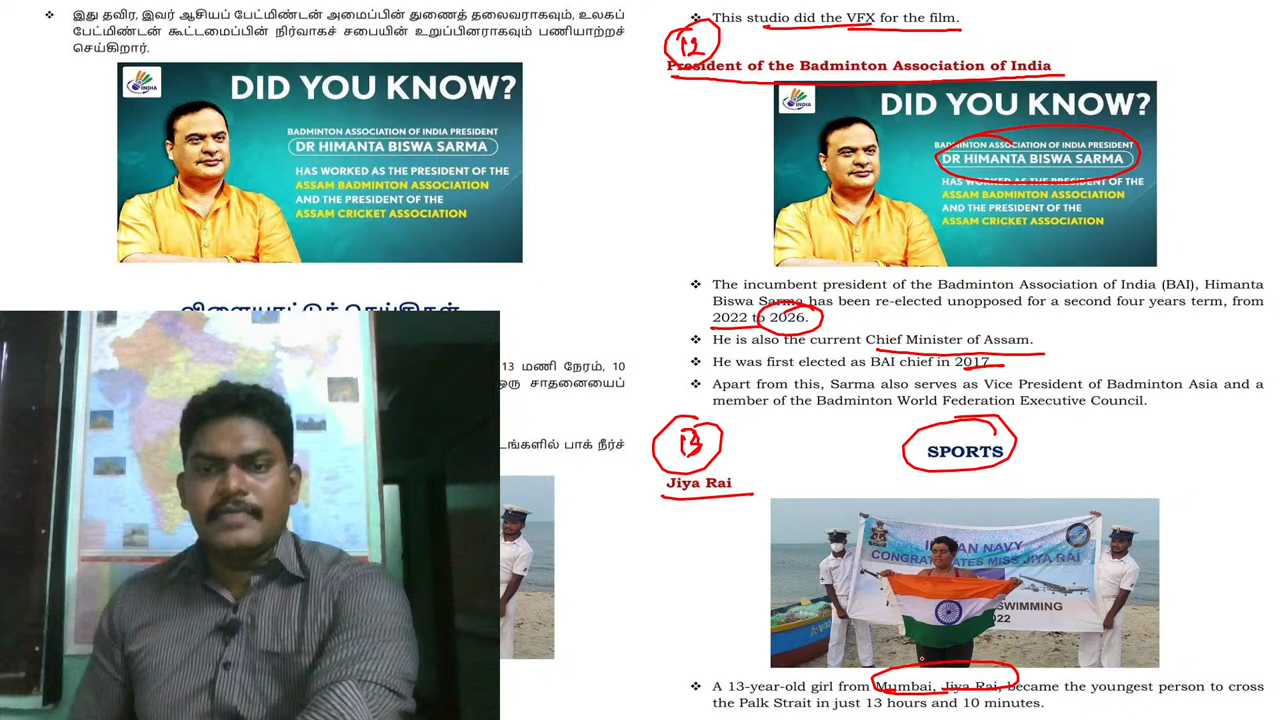 ❖ இது தவிர, இவர் ஆசியப் பேட்மிண்டன் அமைப்பின் துணைத் தலைவராகவும், உலகப்
பேட்மிண்டன் கூட்டமைப்பின் நிர்வாகச் சபையின் உறுப்பினராகவும் பணியாற்றச்
செய்கிறார்.
INDIA
DID YOU KNOW?
BADMINTON ASSOCIATION OF INDIA PRESIDENT
DR HIMANTA BISWA SARMA
HAS WORKED AS THE PRESIDENT OF THE
ASSAM BADMINTON ASSOCIATION
AND THE PRESIDENT OF THE
ASSAM CRICKET ASSOCIATION
விளையாட்டுச் செய்திகள்
13 மணி நேரம், 10
ஒரு சாதனையைப்
டங்களில் பாக் நீர்ச்
❖ This studio did the VFX for the film.
12
President of the Badminton Association of India
INDIA
DID YOU KNOW?
BADMINTON ASSOCIATION OF INDIA PRESIDENT
DR HIMANTA BISWA SARMA
HAS WORKED AS THE PRESIDENT OF THE
ASSAM BADMINTON ASSOCIATION
AND THE PRESIDENT OF THE
ASSAM CRICKET ASSOCIATION
❖ The incumbent president of the Badminton Association of India (BAI), Himanta
Biswa Sarma has been re-elected unopposed for a second four years term, from
2022 to 2026.
❖ He is also the current Chief Minister of Assam.
❖ He was first elected as BAI chief in 2017
❖ Apart from this, Sarma also serves as Vice President of Badminton Asia and a
member of the Badminton World Federation Executive Council.
13
SPORTS
Jiya Rai
INDIAN NAVY
CONGRATULATES MISS JIYA RAI
SWIMMING
❖ A 13-year-old girl from Mumbai, Jiya Rai, became the youngest person to cross
the Palk Strait in just 13 hours and 10 minutes.